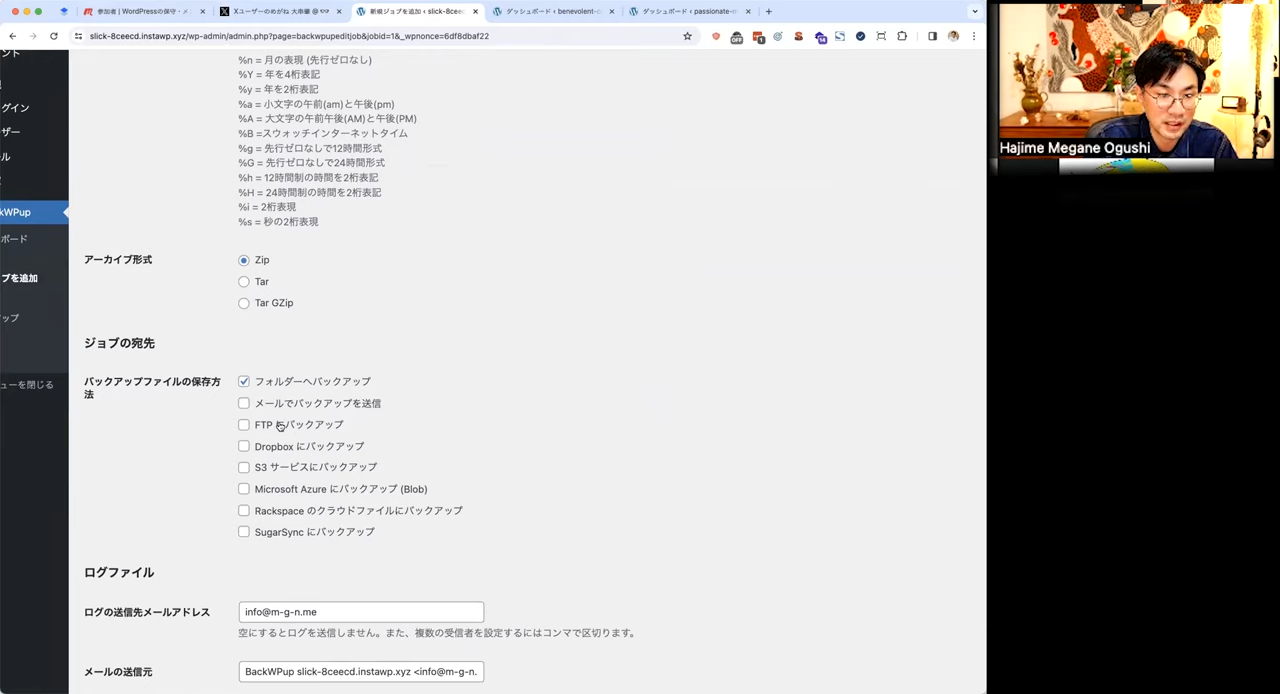 参加者 | WordPressの保守・メ
Xユーザーのめがね 大串肇 @
新規ジョブを追加 ‹ slick-8cee
ダッシュボード ‹ benevolent-
ダッシュボード ‹ passionate-
slick-8ceecd.instawp.xyz/wp-admin/admin.php?page=backwpupeditjob&jobid=1&_wpnonce=6df8dbaf22
OFF
1
14
ント
グイン
ーザー
ール
kWPup
ボード
ブを追加
ップ
ューを閉じる
%n = 月の表現 (先行ゼロなし)
%Y = 年を4桁表記
%y = 年を2桁表記
%a = 小文字の午前(am)と午後(pm)
%A = 大文字の午前午後(AM)と午後(PM)
%B =スウォッチインターネットタイム
%g = 先行ゼロなしで12時間形式
%G = 先行ゼロなしで24時間形式
%h = 12時間制の時間を2桁表記
%H = 24時間制の時間を2桁表記
%i = 2桁表現
%s = 秒の2桁表現
アーカイブ形式
Zip
Tar
Tar GZip
ジョブの宛先
バックアップファイルの保存方
法
フォルダーへバックアップ
メールでバックアップを送信
FTP にバックアップ
Dropbox にバックアップ
S3 サービスにバックアップ
Microsoft Azure にバックアップ (Blob)
Rackspace のクラウドファイルにバックアップ
SugarSync にバックアップ
ログファイル
ログの送信先メールアドレス
info@m-g-n.me
空にするとログを送信しません。また、複数の受信者を設定するにはコンマで区切ります。
メールの送信元
BackWPup slick-8ceecd.instawp.xyz <info@m-g-n.
Hajime Megane Ogushi